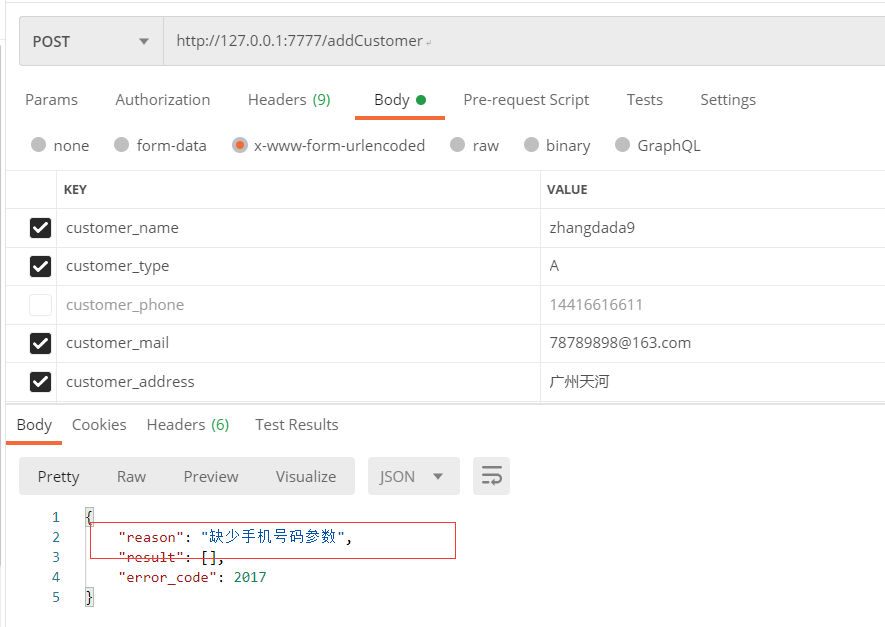 POST http://127.0.0.1:7777/addCustomer
Params Authorization Headers (9) Body Pre-request Script Tests Settings
none form-data x-www-form-urlencoded raw binary GraphQL
KEY VALUE
customer_name zhangdada9
customer_type A
customer_phone 14416616611
customer_mail 78789898@163.com
customer_address 广州天河
Body Cookies Headers (6) Test Results
Pretty Raw Preview Visualize JSON
1 {
2 "reason": "缺少手机号码参数",
3 "result": [],
4 "error_code": 2017
5 }